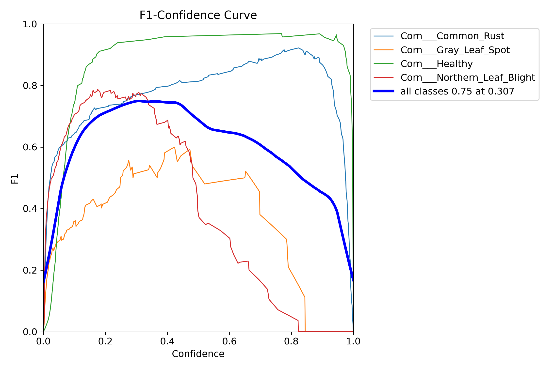 F1-Confidence Curve
1.0
0.8
0.6
0.4
0.2
0.0
F1
0.0 0.2 0.4 0.6 0.8 1.0
Confidence
Corn___Common_Rust
Corn___Gray_Leaf_Spot
Corn___Healthy
Corn___Northern_Leaf_Blight
all classes 0.75 at 0.307